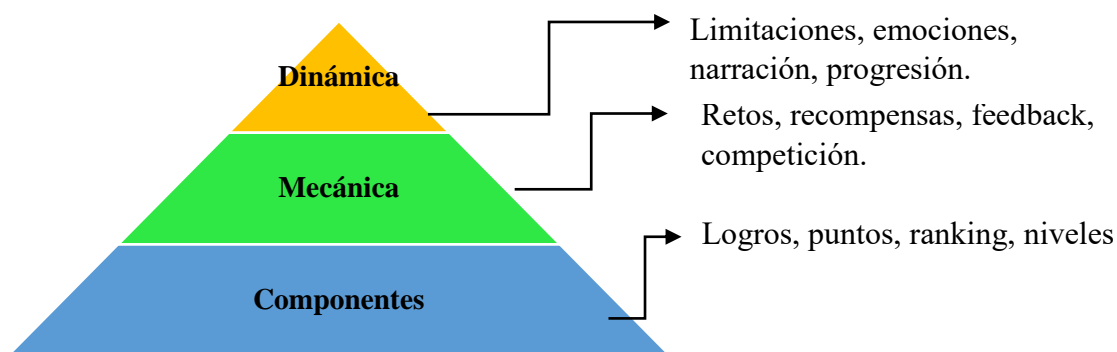 Dinámica
Limitaciones, emociones,
narración, progresión.
Mecánica
Retos, recompensas, feedback,
competición.
Componentes
Logros, puntos, ranking, niveles